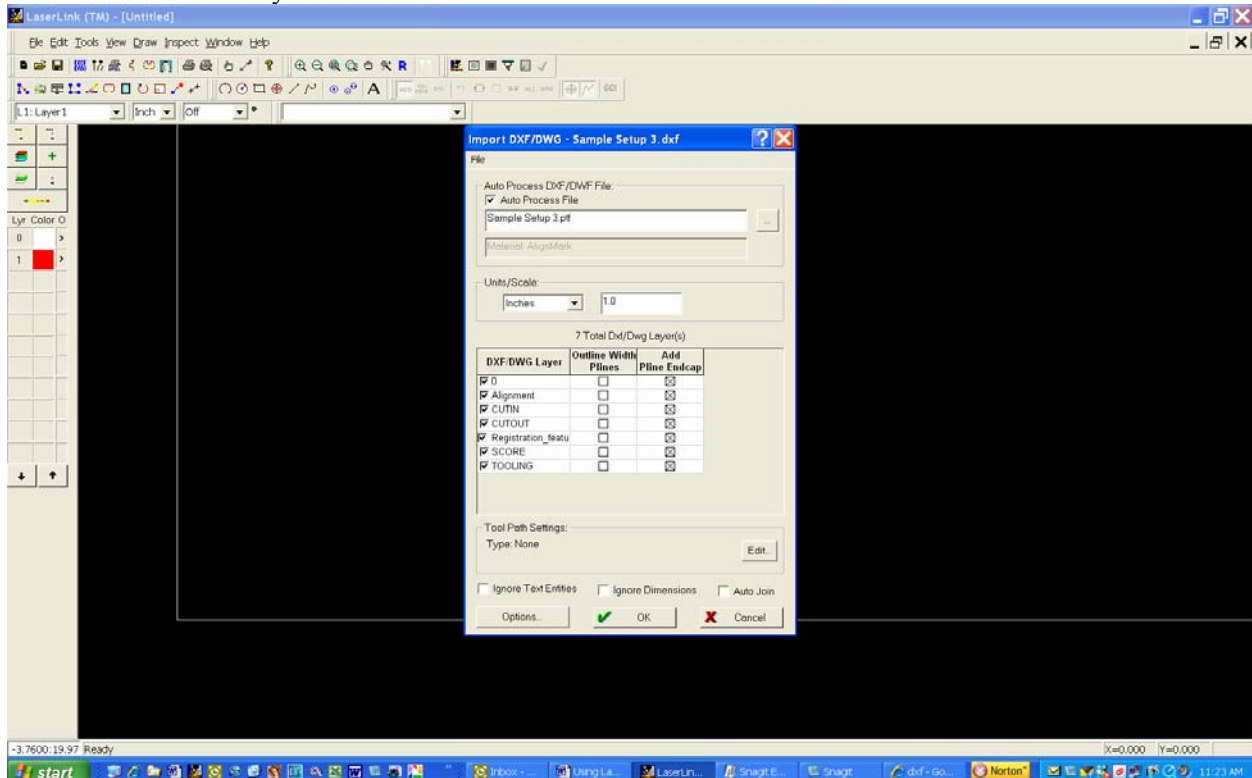 LaserLink (TM) - [Untitled]
File Edit Tools View Draw Inspect Window Help
L1: Layer1 Inch Off
Lyr Color O
0
1
Import DXF/DWG - Sample Setup 3.dxf
File
Auto Process DXF/DWF File:
Auto Process File
Sample Setup 3.ptf
Material: AlignMark
Units/Scale:
Inches 1.0
7 Total Dxf/Dwg Layer(s)
DXF/DWG Layer Outline Width Plines Add Pline Endcap
0
Alignment
CUTIN
CUTOUT
Registration_featu
SCORE
TOOLING
Tool Path Settings:
Type: None
Edit...
Ignore Text Entities Ignore Dimensions Auto Join
Options... OK Cancel
-3.7600:19.97 Ready X=0.000 Y=0.000
start Inbox - ... Using La... LaserLin... SnagIt E... SnagIt dxf - Go... Norton 11:23 AM